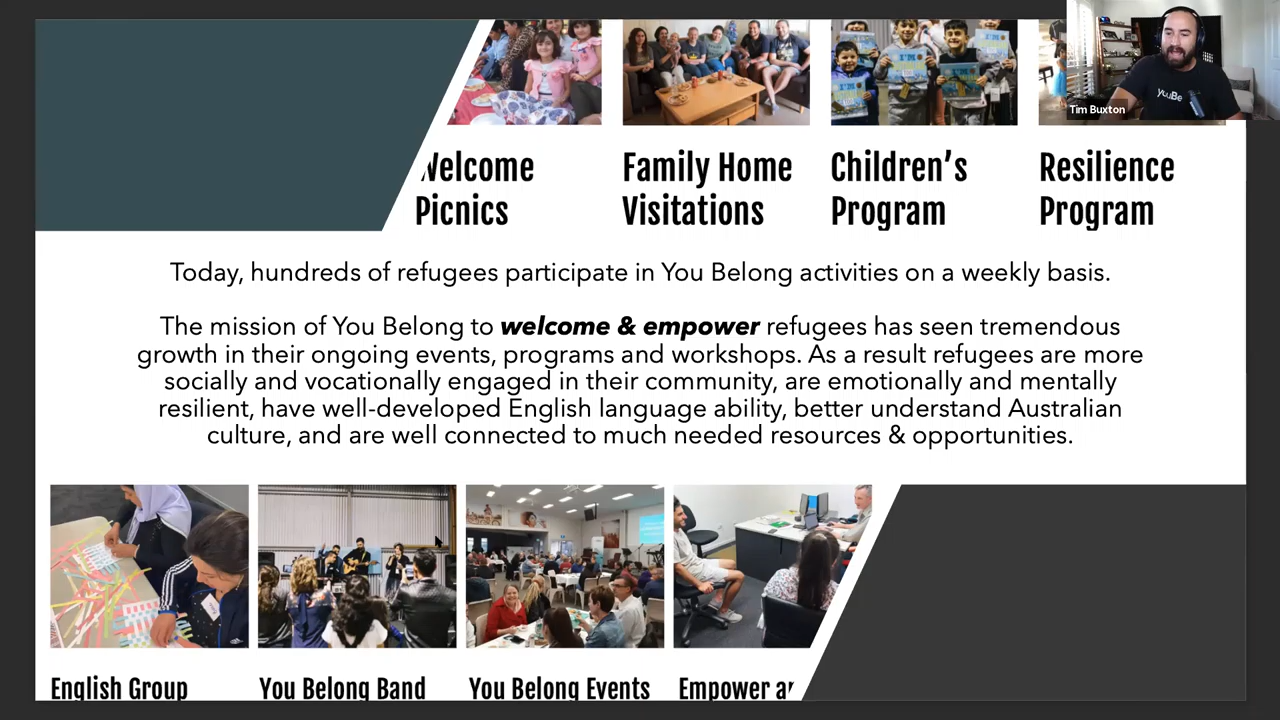 Tim Buxton
Welcome
Picnics
Family Home
Visitations
Children's
Program
Resilience
Program
Today, hundreds of refugees participate in You Belong activities on a weekly basis.
The mission of You Belong to welcome & empower refugees has seen tremendous
growth in their ongoing events, programs and workshops. As a result refugees are more
socially and vocationally engaged in their community, are emotionally and mentally
resilient, have well-developed English language ability, better understand Australian
culture, and are well connected to much needed resources & opportunities.
English Group
You Belong Band
You Belong Events
Empower